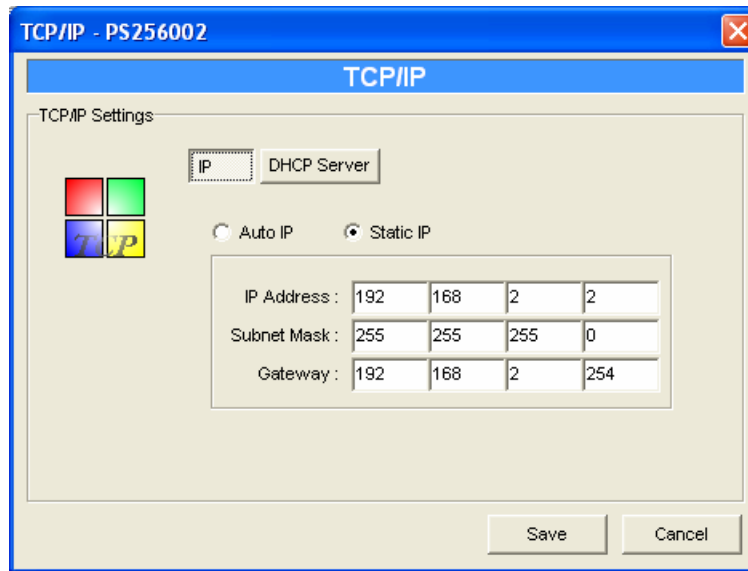 TCP/IP - PS256002
TCP/IP
TCP/IP Settings
IP DHCP Server
TCP
Auto IP Static IP
IP Address : 192 168 2 2
Subnet Mask : 255 255 255 0
Gateway : 192 168 2 254
Save Cancel